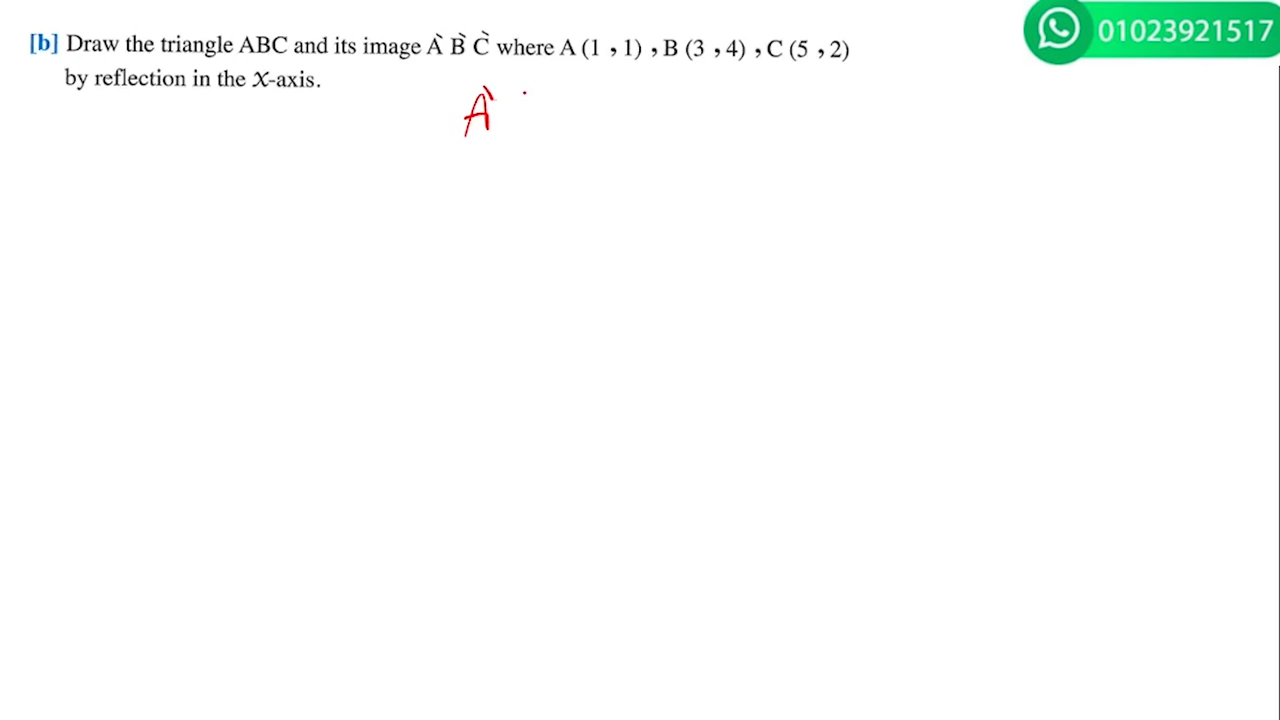 [b] Draw the triangle ABC and its image À B̀ C̀ where A (1 , 1) , B (3 , 4) , C (5 , 2)
by reflection in the X-axis.
01023921517
À